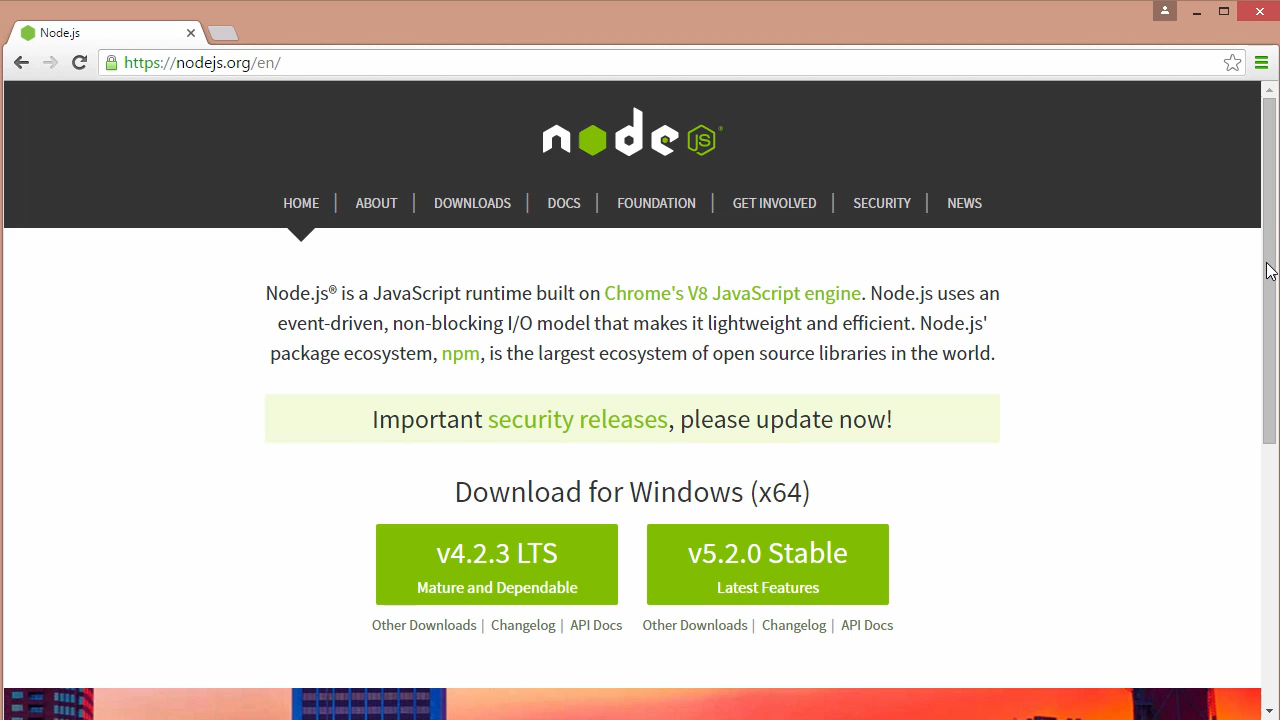 Node.js
https://nodejs.org/en/
node JS ®
HOME | ABOUT | DOWNLOADS | DOCS | FOUNDATION | GET INVOLVED | SECURITY | NEWS
Node.js® is a JavaScript runtime built on Chrome's V8 JavaScript engine. Node.js uses an
event-driven, non-blocking I/O model that makes it lightweight and efficient. Node.js'
package ecosystem, npm, is the largest ecosystem of open source libraries in the world.
Important security releases, please update now!
Download for Windows (x64)
v4.2.3 LTS
Mature and Dependable
v5.2.0 Stable
Latest Features
Other Downloads | Changelog | API Docs
Other Downloads | Changelog | API Docs